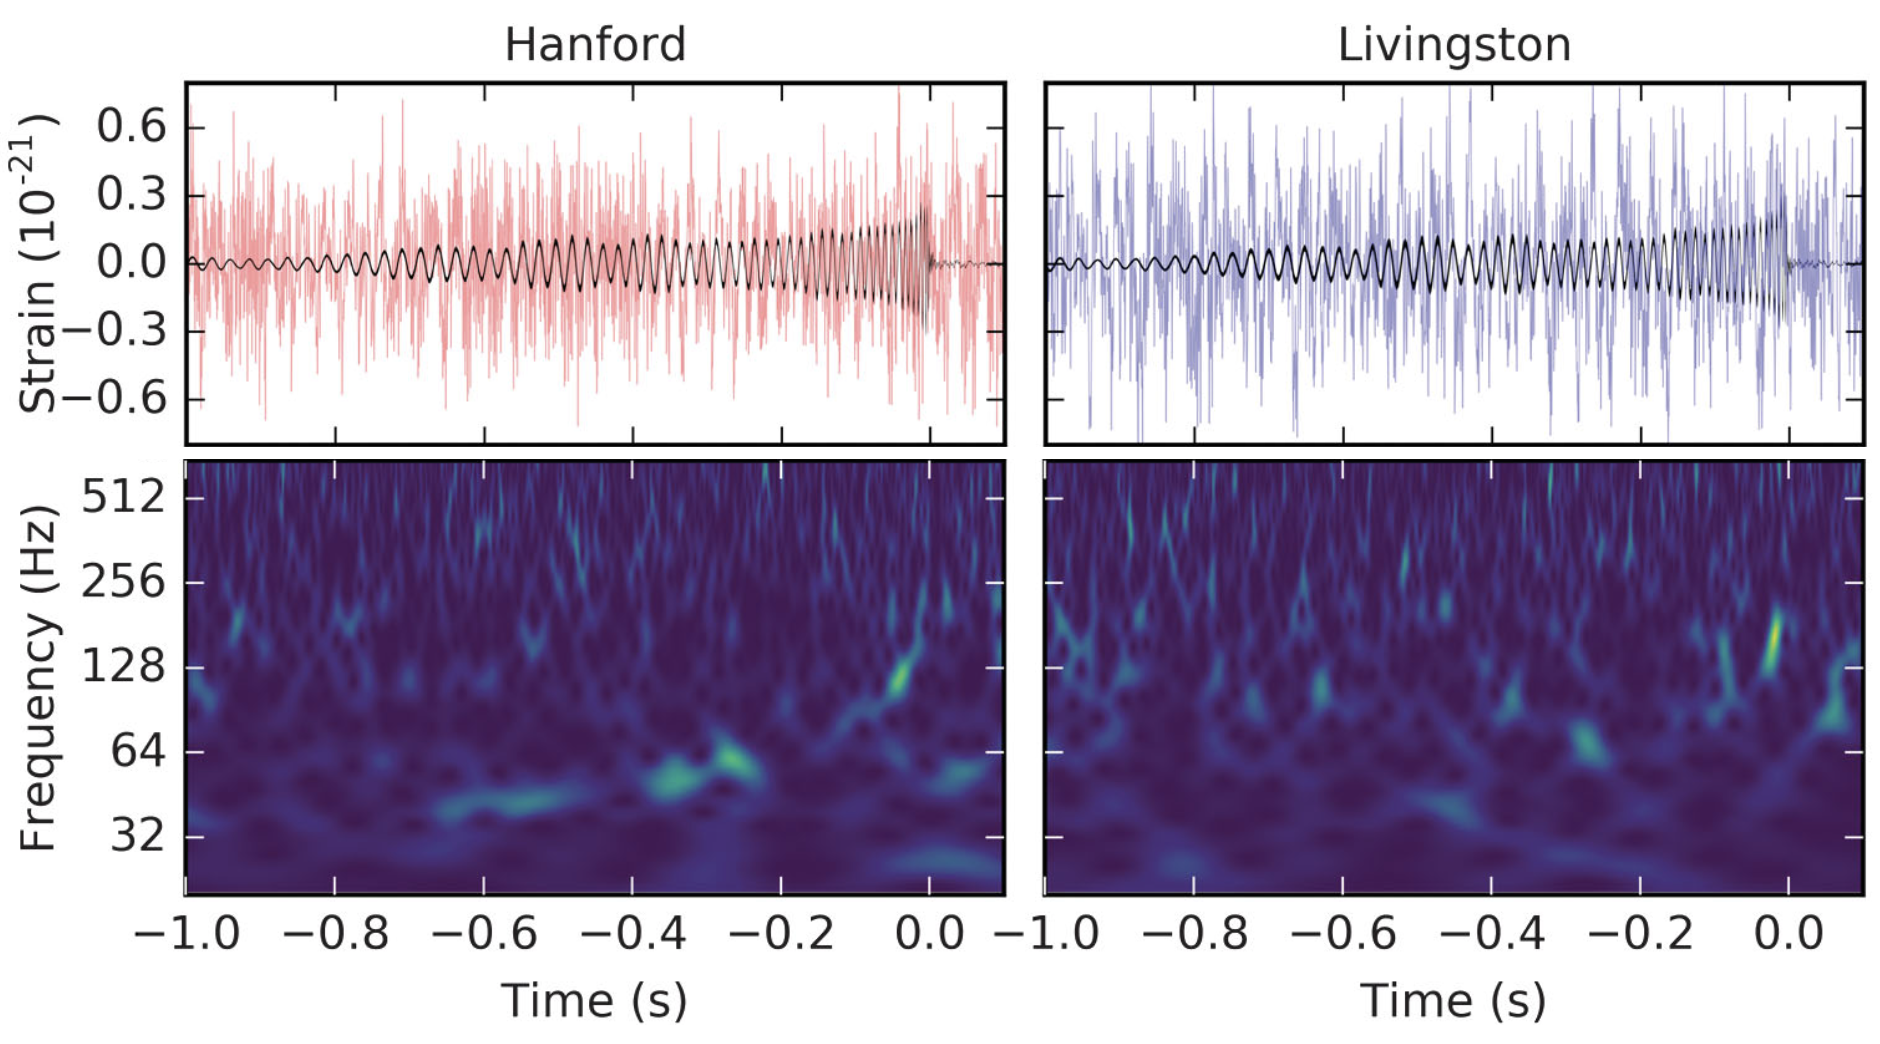 Hanford
Livingston
Strain (10⁻²¹)
0.6
0.3
0.0
−0.3
−0.6
Frequency (Hz)
512
256
128
64
32
−1.0 −0.8 −0.6 −0.4 −0.2 0.0
−1.0 −0.8 −0.6 −0.4 −0.2 0.0
Time (s)
Time (s)